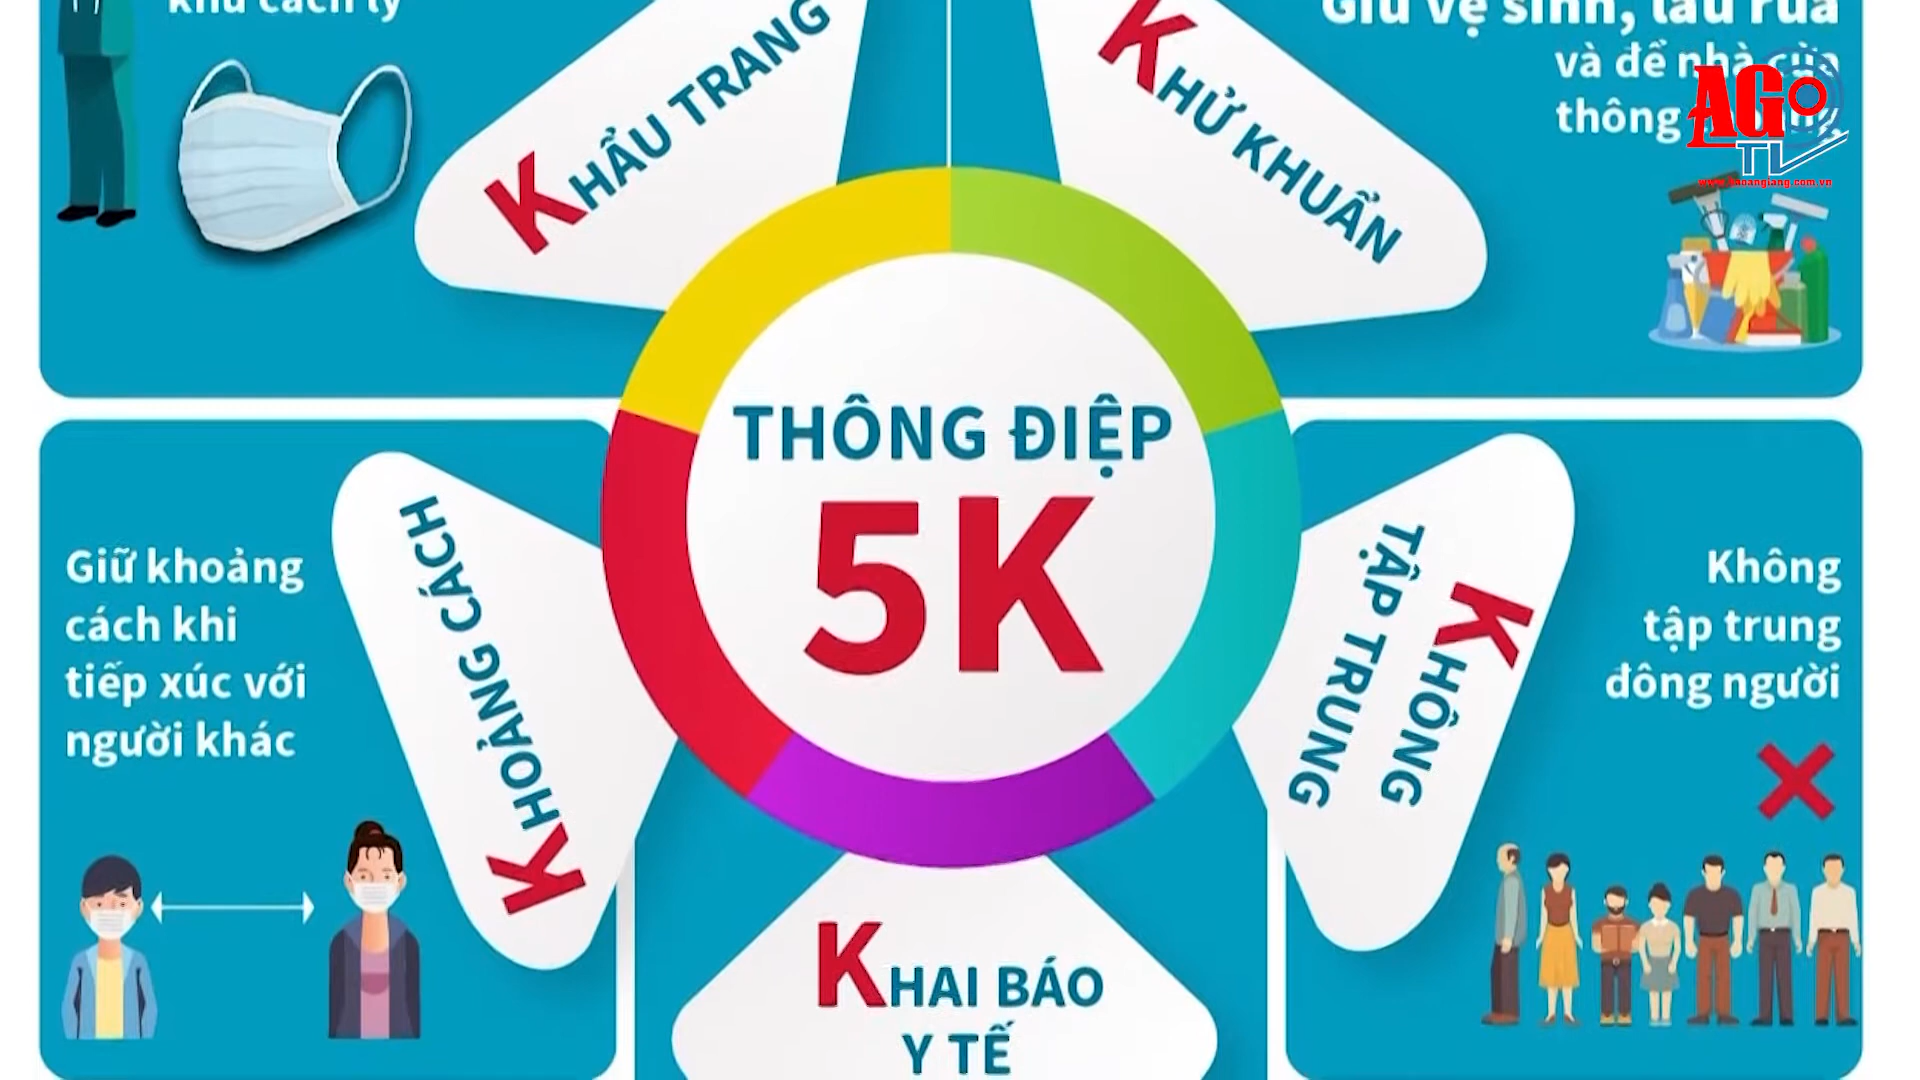 khu cách ly
KHẨU TRANG
KHỬ KHUẨN
Giữ vệ sinh, lau rửa
và để nhà cửa
thông
AG
TV
www.baoangiang.com.vn
THÔNG ĐIỆP
5K
KHOẢNG CÁCH
Giữ khoảng
cách khi
tiếp xúc với
người khác
KHÔNG
TẬP TRUNG
Không
tập trung
đông người
KHAI BÁO
Y TẾ